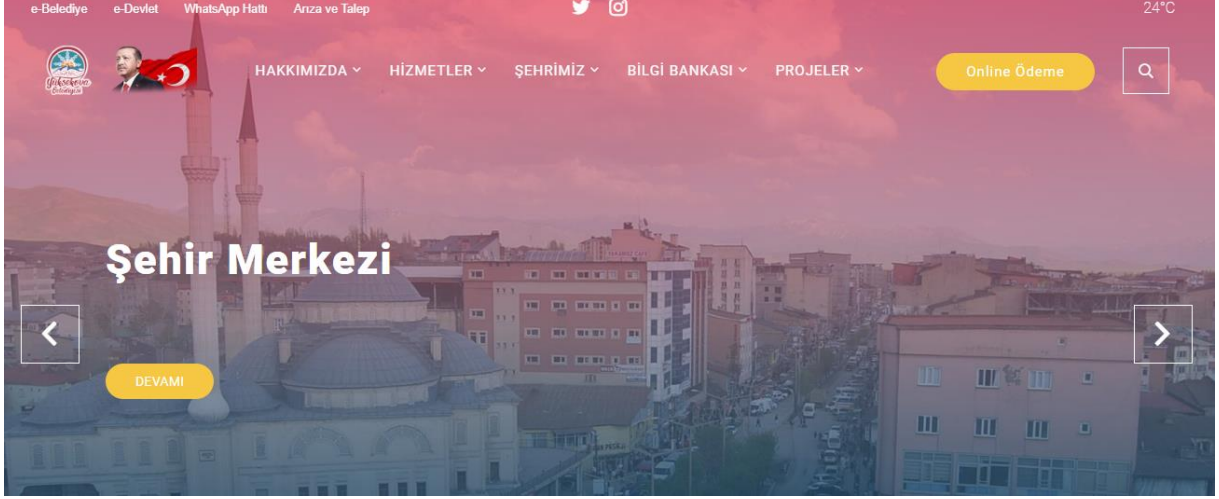 e-Belediye e-Devlet WhatsApp Hattı Arıza ve Talep 24°C
HAKKIMIZDA HİZMETLER ŞEHRİMİZ BİLGİ BANKASI PROJELER Online Ödeme
Şehir Merkezi
DEVAMI